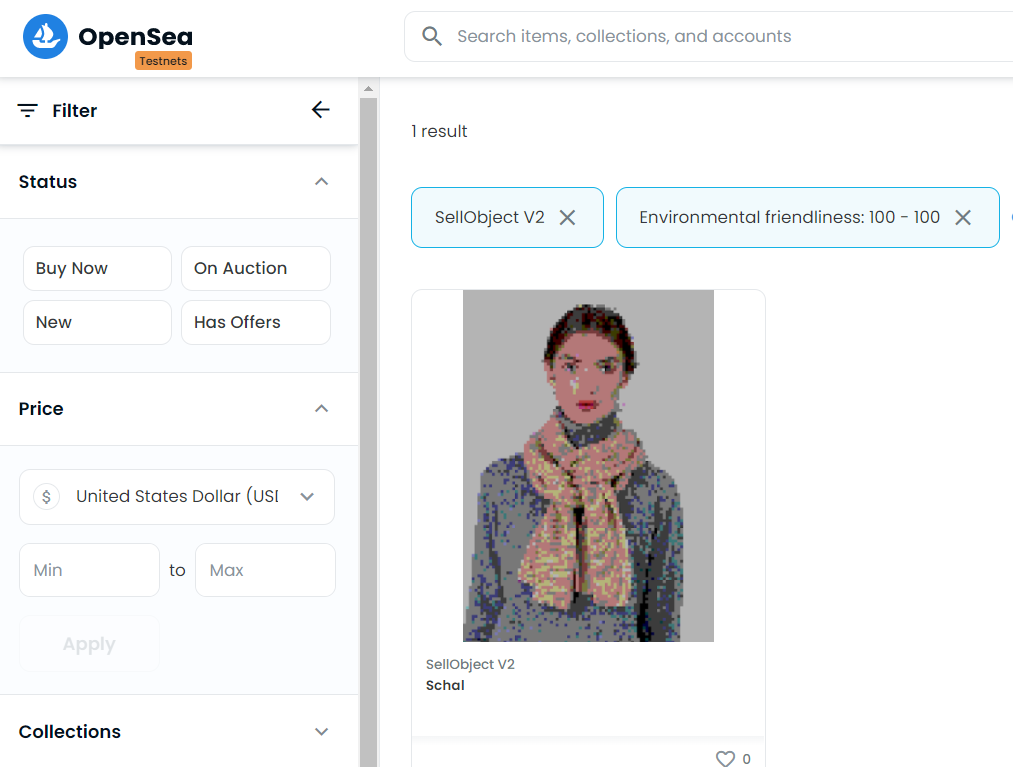 OpenSea
Testnets
Search items, collections, and accounts
Filter
Status
Buy Now
On Auction
New
Has Offers
Price
$
United States Dollar (USD
Min
to
Max
Apply
Collections
1 result
SellObject V2
Environmental friendliness: 100 - 100
SellObject V2
Schal
0